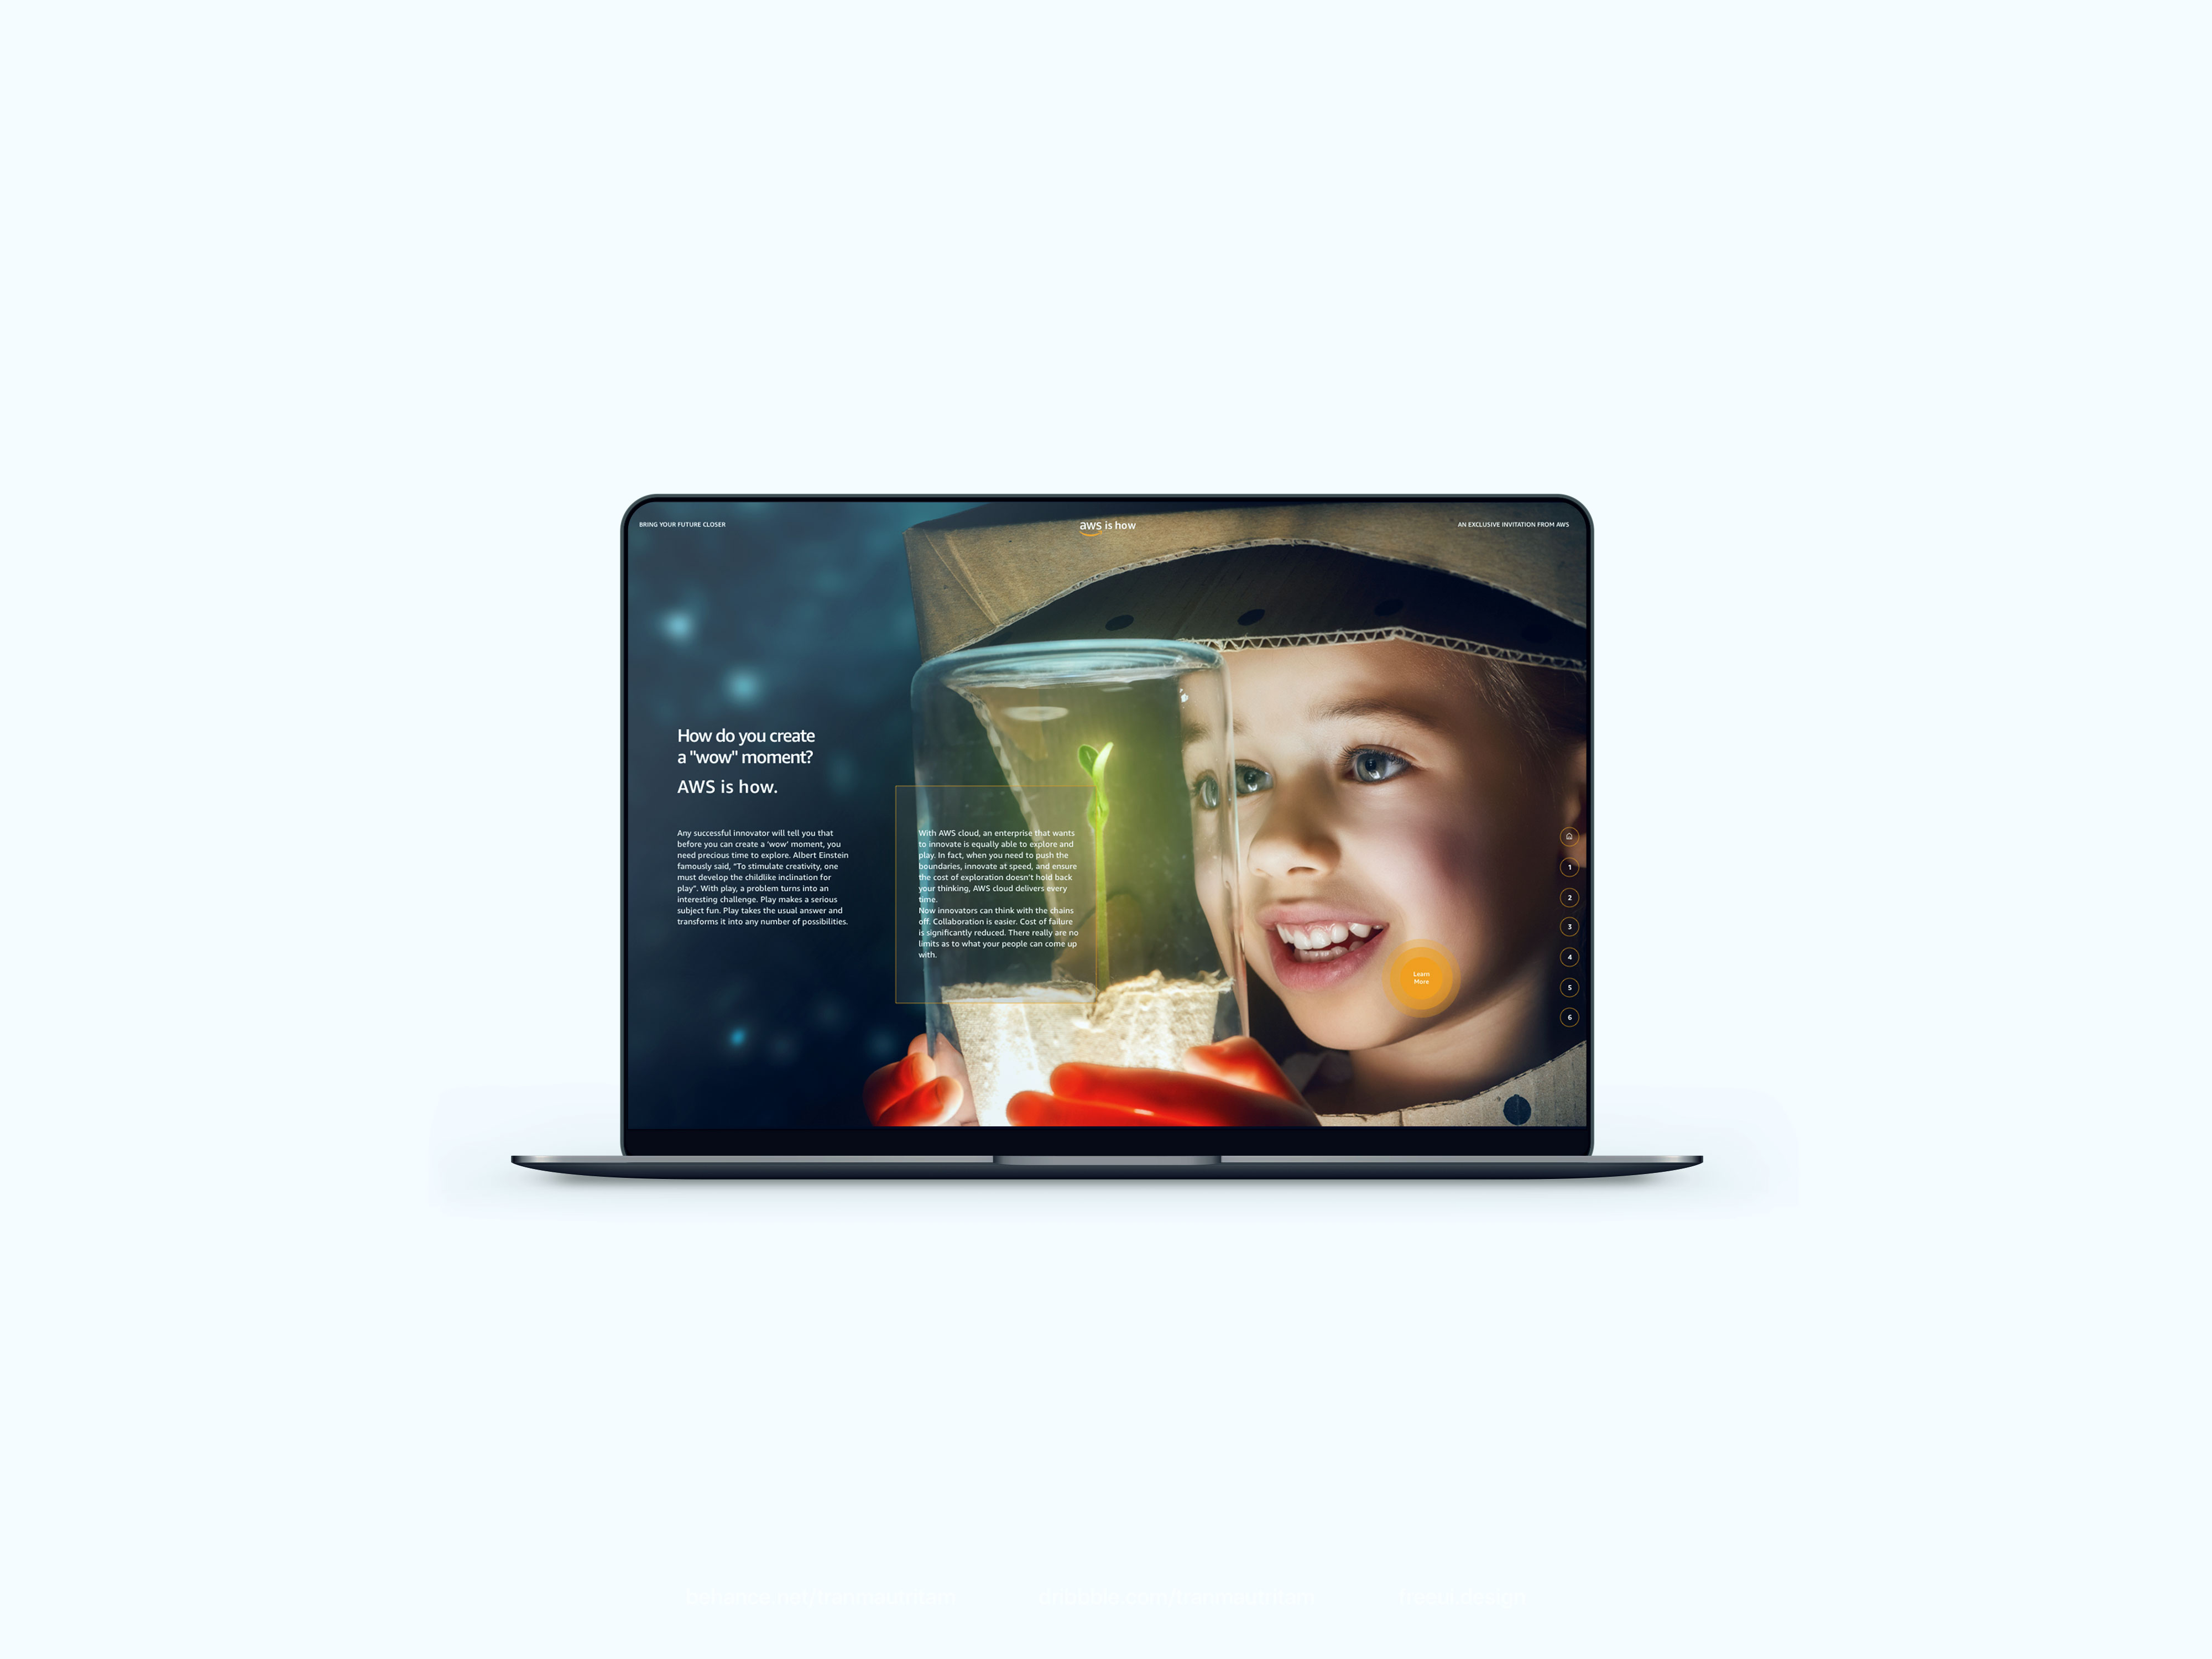 BRING YOUR FUTURE CLOSER
aws is how
AN EXCLUSIVE INVITATION FROM AWS
How do you create
a "wow" moment?
AWS is how.
Any successful innovator will tell you that
before you can create a 'wow' moment, you
need precious time to explore. Albert Einstein
famously said, "To stimulate creativity, one
must develop the childlike inclination for
play". With play, a problem turns into an
interesting challenge. Play makes a serious
subject fun. Play takes the usual answer and
transforms it into any number of possibilities.
With AWS cloud, an enterprise that wants
to innovate is equally able to explore and
play. In fact, when you need to push the
boundaries, innovate at speed, and ensure
the cost of exploration doesn't hold back
your thinking, AWS cloud delivers every
time.
Now innovators can think with the chains
off. Collaboration is easier. Cost of failure
is significantly reduced. There really are no
limits as to what your people can come up
with.
Learn
More
1
2
3
4
5
6